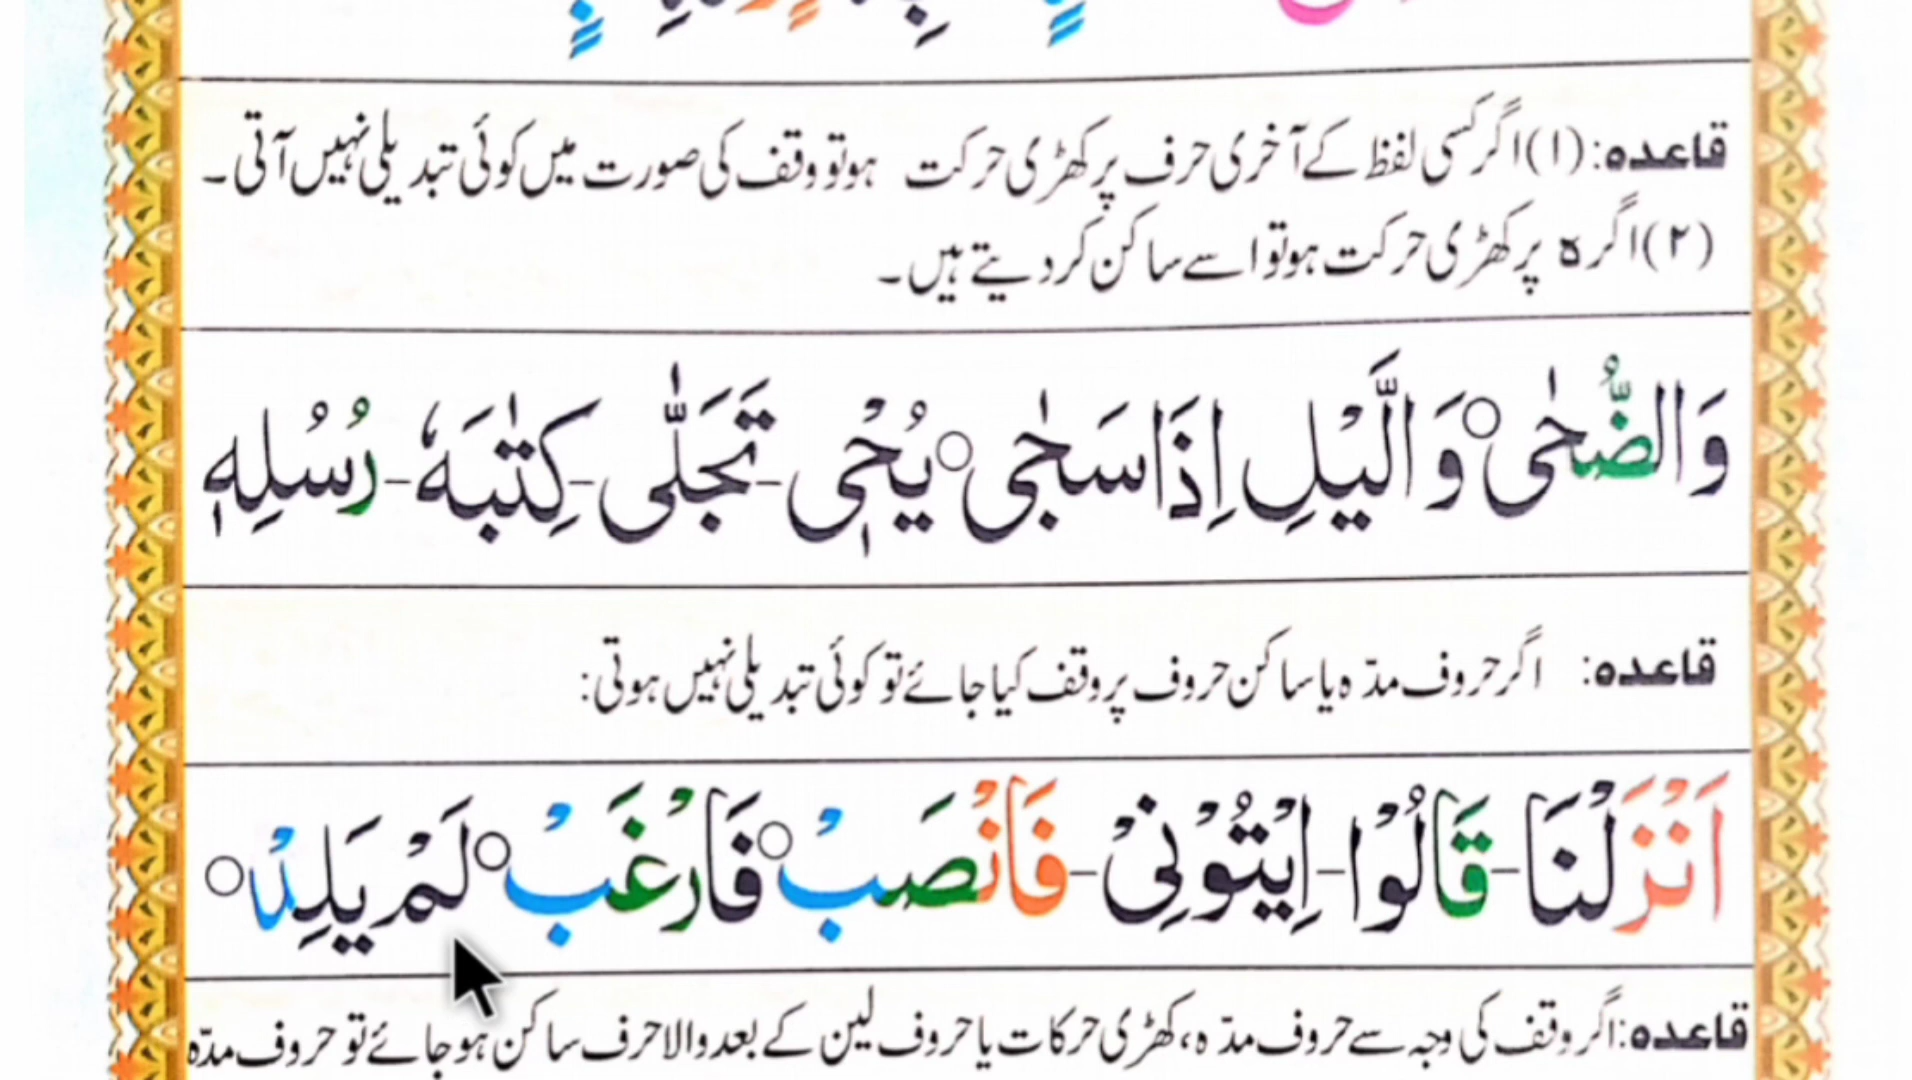 قاعدہ: (۱) اگر کسی لفظ کے آخری حرف پر کھڑی حرکت ہو تو وقف کی صورت میں کوئی تبدیلی نہیں آتی۔
(۲) اگر ہ پر کھڑی حرکت ہو تو اسے ساکن کر دیتے ہیں۔
وَالضُّحٰى○ وَالَّيْلِ اِذَا سَجٰى○ يُحْيٖ - تَجَلّٰى - كِتٰبَهٗ - رُسُلِهٖ
قاعدہ: اگر حروف مدّہ یا ساکن حروف پر وقف کیا جائے تو کوئی تبدیلی نہیں ہوتی:
اَنْزَلْنَا - قَالُوْا - اِيْتُوْنِىْ - فَانْصَبْ○ فَارْغَبْ○ لَمْ يَلِدْ○
قاعدہ: اگر وقف کی وجہ سے حروف مدّہ، کھڑی حرکات یا حروف لین کے بعد والا حرف ساکن ہو جائے تو حروف مدّہ